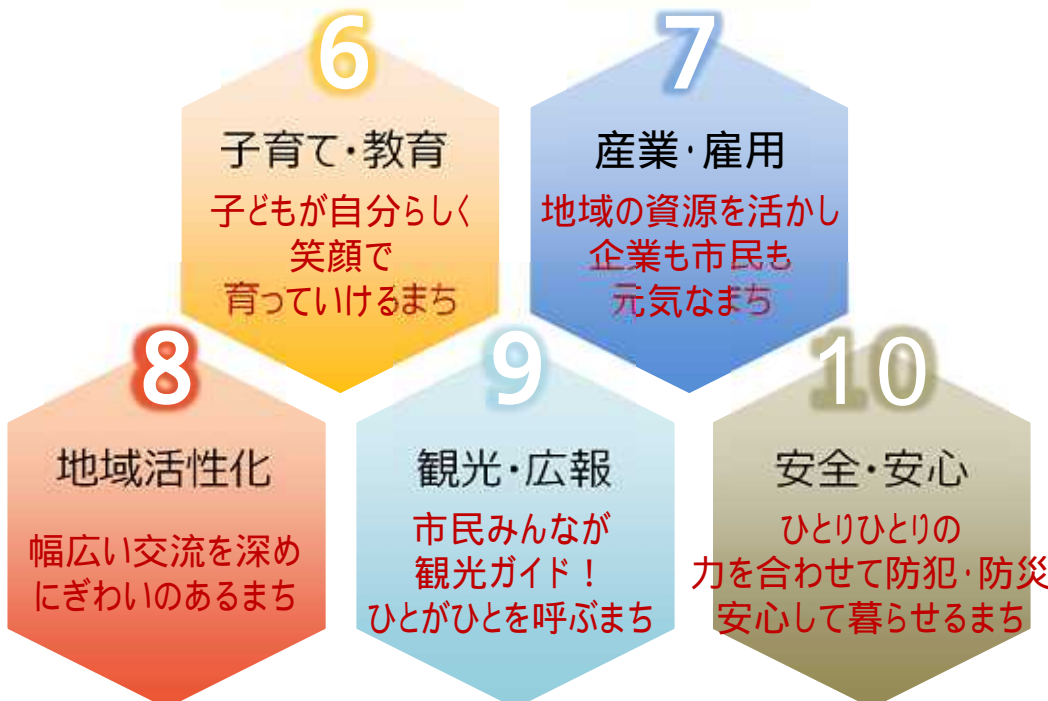 6
子育て・教育
子どもが自分らしく
笑顔で
育っていけるまち
7
産業・雇用
地域の資源を活かし
企業も市民も
元気なまち
8
地域活性化
幅広い交流を深め
にぎわいのあるまち
9
観光・広報
市民みんなが
観光ガイド！
ひとがひとを呼ぶまち
10
安全・安心
ひとりひとりの
力を合わせて防犯・防災
安心して暮らせるまち